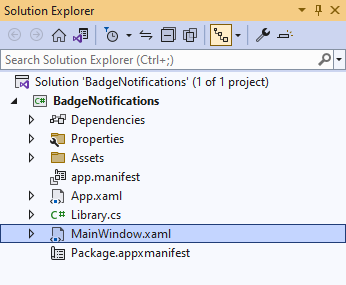 Solution Explorer
Search Solution Explorer (Ctrl+;)
Solution 'BadgeNotifications' (1 of 1 project)
C# BadgeNotifications
Dependencies
Properties
Assets
app.manifest
App.xaml
C# Library.cs
MainWindow.xaml
Package.appxmanifest